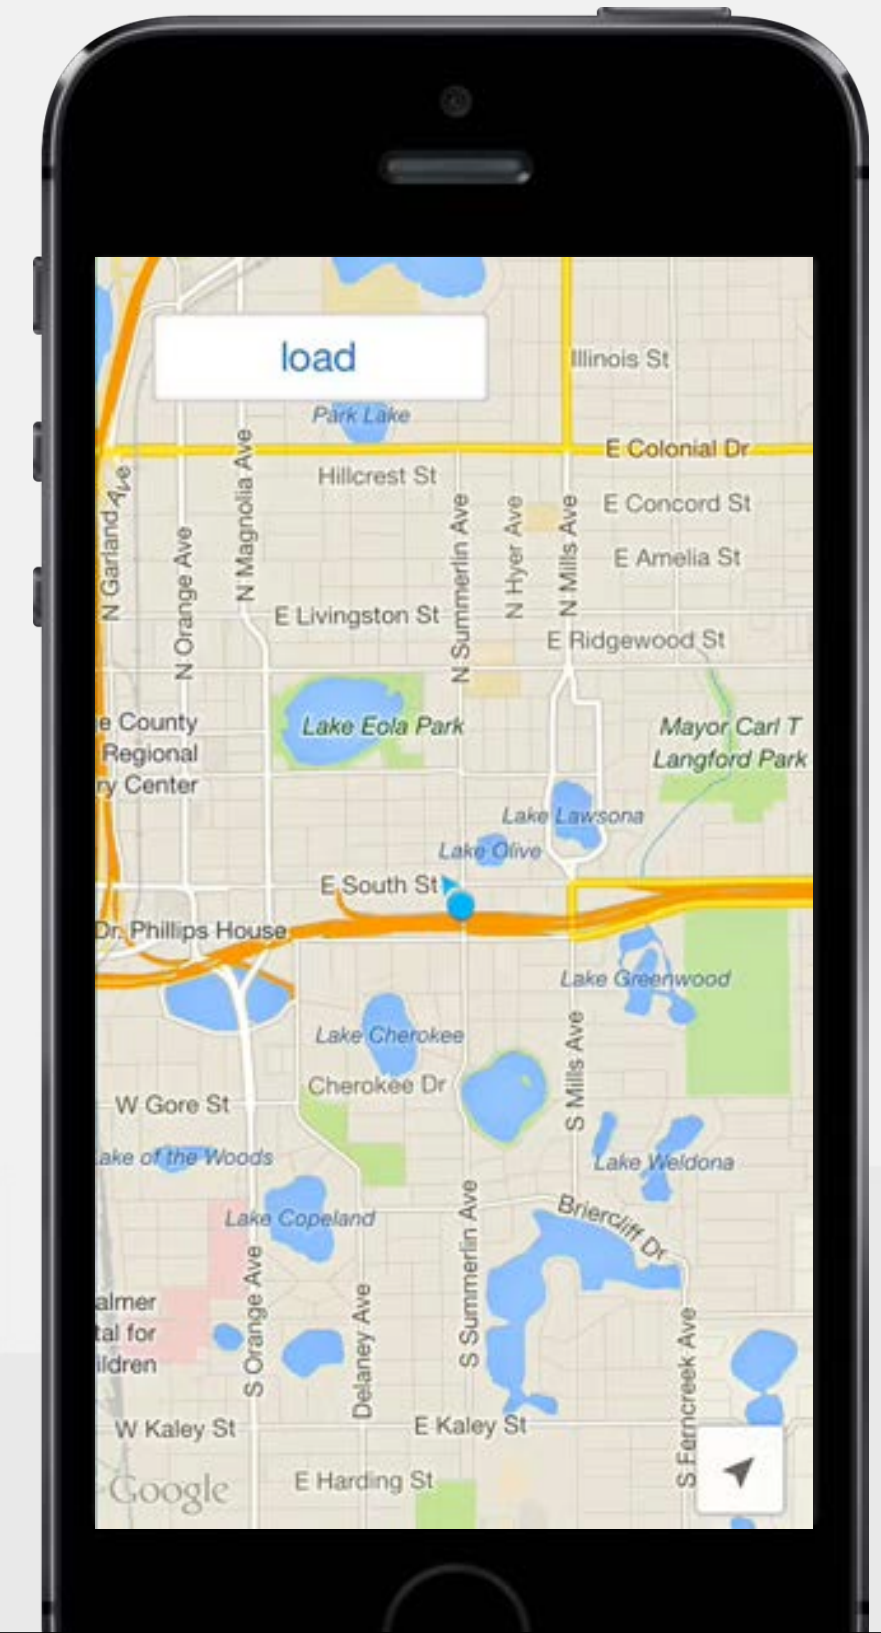 load
Illinois St
Park Lake
E Colonial Dr
Hillcrest St
E Concord St
N Garland Ave
N Orange Ave
N Magnolia Ave
N Summerlin Ave
N Hyer Ave
N Mills Ave
E Amelia St
E Livingston St
E Ridgewood St
e County
Regional
ry Center
Lake Eola Park
Mayor Carl T
Langford Park
Lake Lawsona
Lake Olive
E South St
Dr. Phillips House
Lake Greenwood
Lake Cherokee
Cherokee Dr
S Mills Ave
W Gore St
ake of the Woods
Lake Weldona
Lake Copeland
Briercliff Dr
S Orange Ave
Delaney Ave
S Summerlin Ave
S Ferncreek Ave
almer
tal for
ildren
W Kaley St
E Kaley St
Google
E Harding St